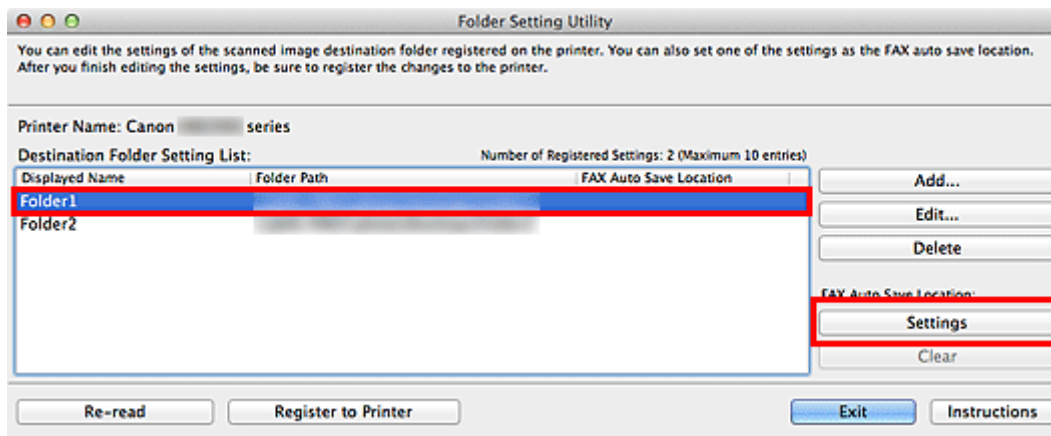 Folder Setting Utility
You can edit the settings of the scanned image destination folder registered on the printer. You can also set one of the settings as the FAX auto save location.
After you finish editing the settings, be sure to register the changes to the printer.
Printer Name: Canon series
Destination Folder Setting List: Number of Registered Settings: 2 (Maximum 10 entries)
Displayed Name Folder Path FAX Auto Save Location
Folder1
Folder2
Add...
Edit...
Delete
FAX Auto Save Location:
Settings
Clear
Re-read Register to Printer Exit Instructions